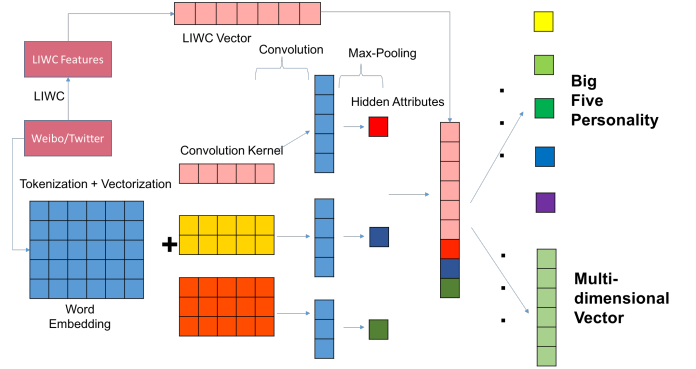 LIWC Vector
LIWC Features
Convolution
Max-Pooling
LIWC
Hidden Attributes
Weibo/Twitter
Convolution Kernel
Tokenization + Vectorization
+
Word
Embedding
Big
Five
Personality
Multi-
dimensional
Vector